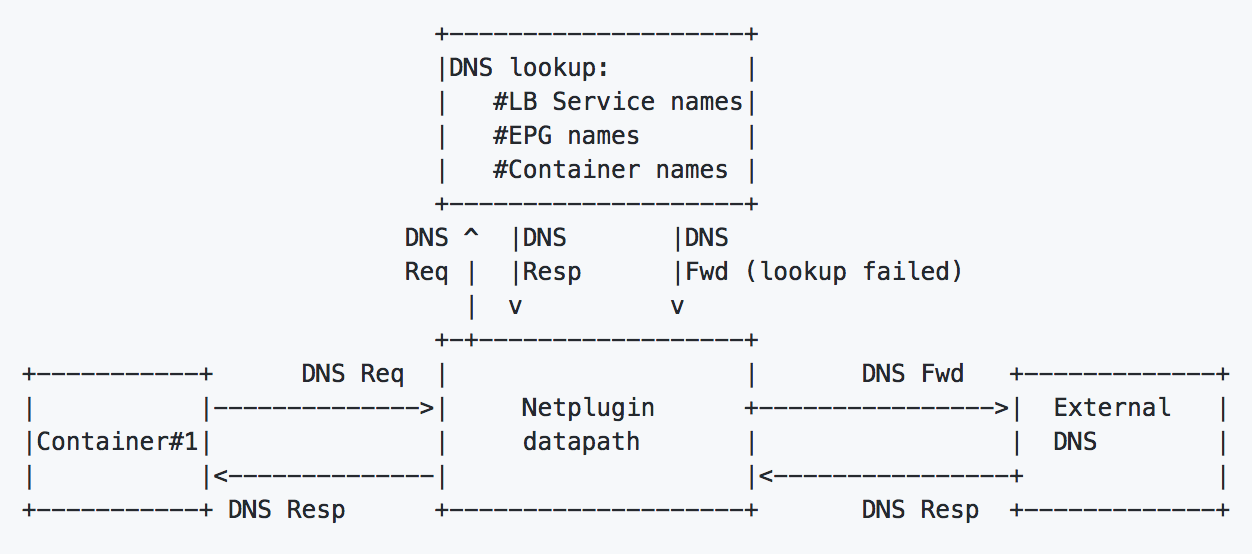 DNS lookup:
#LB Service names
#EPG names
#Container names
DNS ^ |DNS |DNS
Req | |Resp |Fwd (lookup failed)
| v v
DNS Req DNS Fwd
Netplugin External
Container#1 datapath DNS
DNS Resp DNS Resp